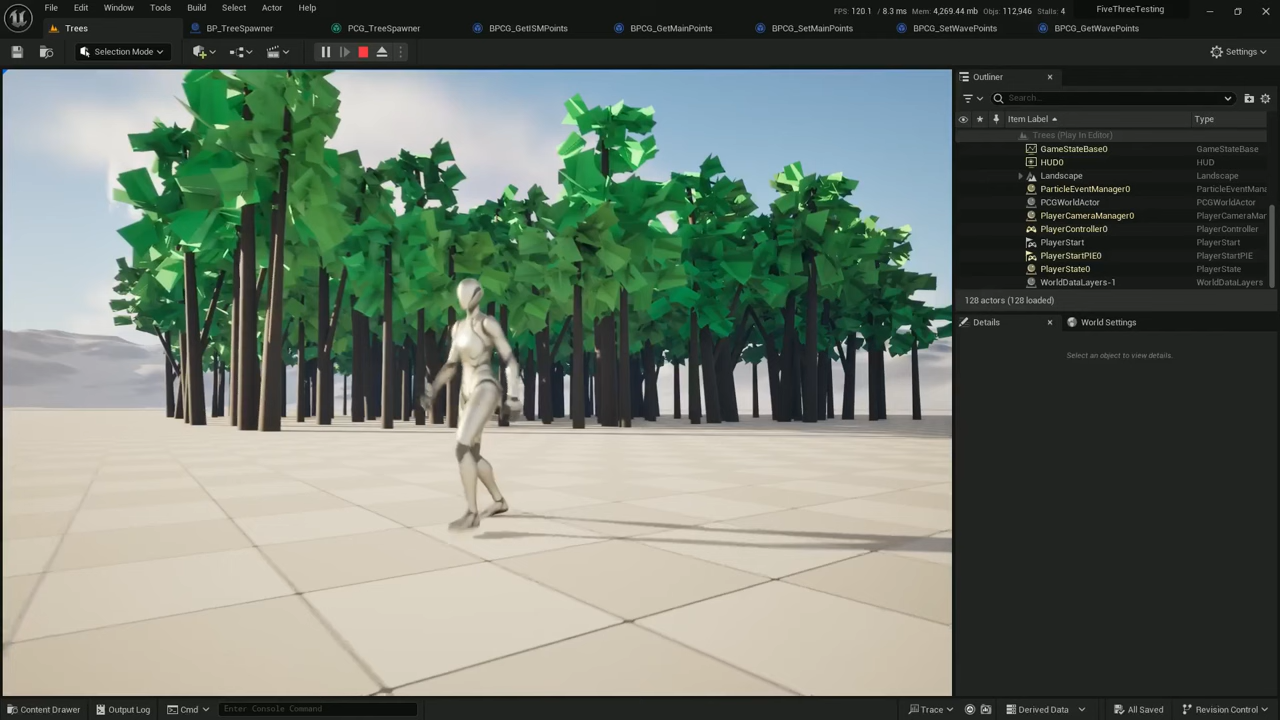 File Edit Window Tools Build Select Actor Help
FPS: 120.1 / 8.3 ms Mem: 4,269.44 mb Objs: 112,946 Stalls: 4
FiveThreeTesting
Trees BP_TreeSpawner PCG_TreeSpawner BPCG_GetISMPoints BPCG_GetMainPoints BPCG_SetMainPoints BPCG_SetWavePoints BPCG_GetWavePoints
Selection Mode
Settings
Outliner
Search...
Item Label Type
Trees (Play In Editor)
GameStateBase0 GameStateBase
HUD0 HUD
Landscape Landscape
ParticleEventManager0 ParticleEventMana
PCGWorldActor PCGWorldActor
PlayerCameraManager0 PlayerCameraMar
PlayerController0 PlayerController
PlayerStart PlayerStart
PlayerStartPIE0 PlayerStartPIE
PlayerState0 PlayerState
WorldDataLayers-1 WorldDataLayers
128 actors (128 loaded)
Details World Settings
Select an object to view details.
Content Drawer Output Log Cmd Enter Console Command Trace Derived Data All Saved Revision Control